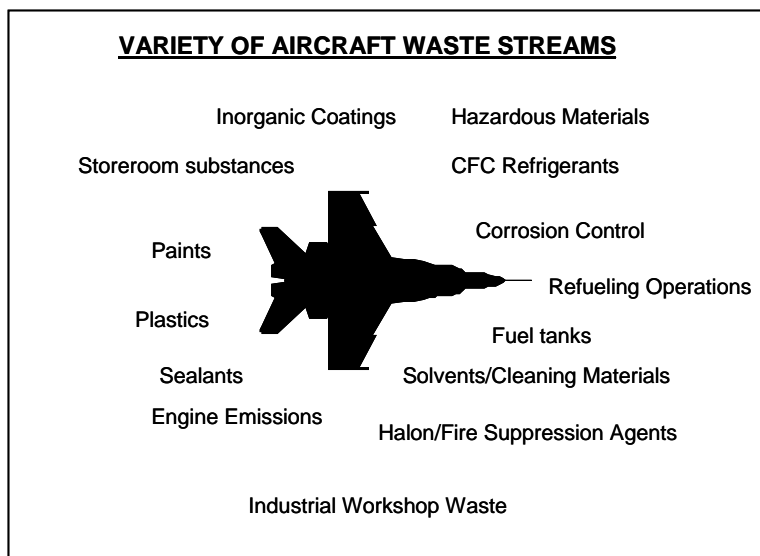 VARIETY OF AIRCRAFT WASTE STREAMS
Inorganic Coatings
Hazardous Materials
Storeroom substances
CFC Refrigerants
Corrosion Control
Paints
Refueling Operations
Plastics
Fuel tanks
Sealants
Solvents/Cleaning Materials
Engine Emissions
Halon/Fire Suppression Agents
Industrial Workshop Waste